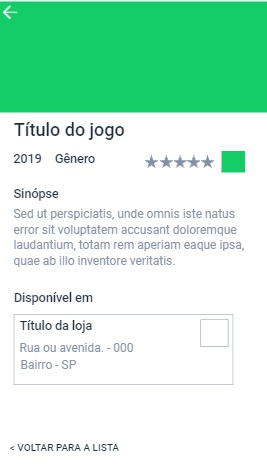 Título do jogo
2019 Gênero
Sinópse
Sed ut perspiciatis, unde omnis iste natus
error sit voluptatem accusant doloremque
laudantium, totam rem aperiam eaque ipsa,
quae ab illo inventore veritatis.
Disponível em
Título da loja
Rua ou avenida. - 000
Bairro - SP
< VOLTAR PARA A LISTA